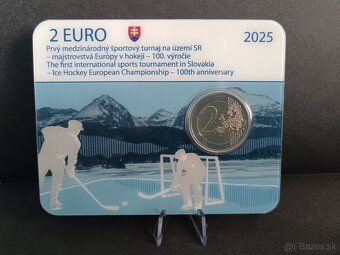 2 EURO
2025
Prvý medzinárodný športový turnaj na území SR
– majstrovstvá Európy v hokeji – 100. výročie
The first international sports tournament in Slovakia
– Ice Hockey European Championship – 100th anniversary
2
© Bazos.sk